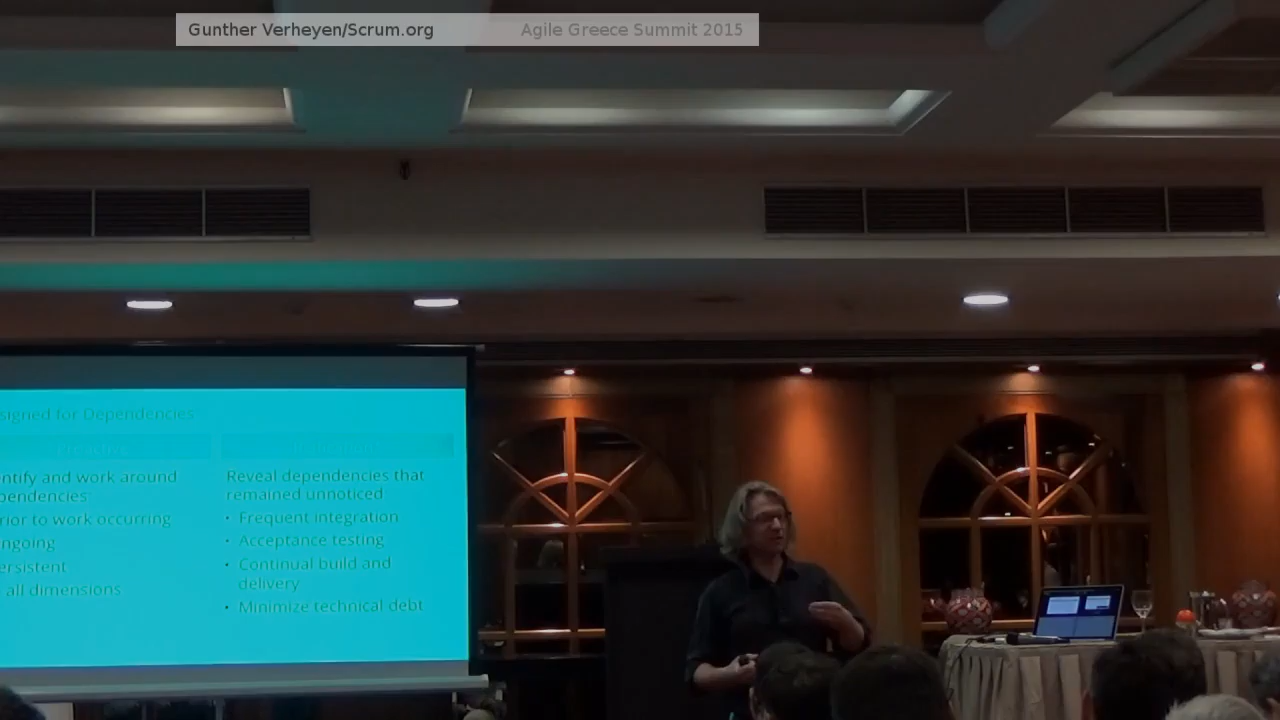 Gunther Verheyen/Scrum.org
Agile Greece Summit 2015
signed for Dependencies
entify and work around
pendencies:
rior to work occurring
ngoing
ersistent
all dimensions
Reveal dependencies that
remained unnoticed:
• Frequent integration
• Acceptance testing
• Continual build and
delivery
• Minimize technical debt